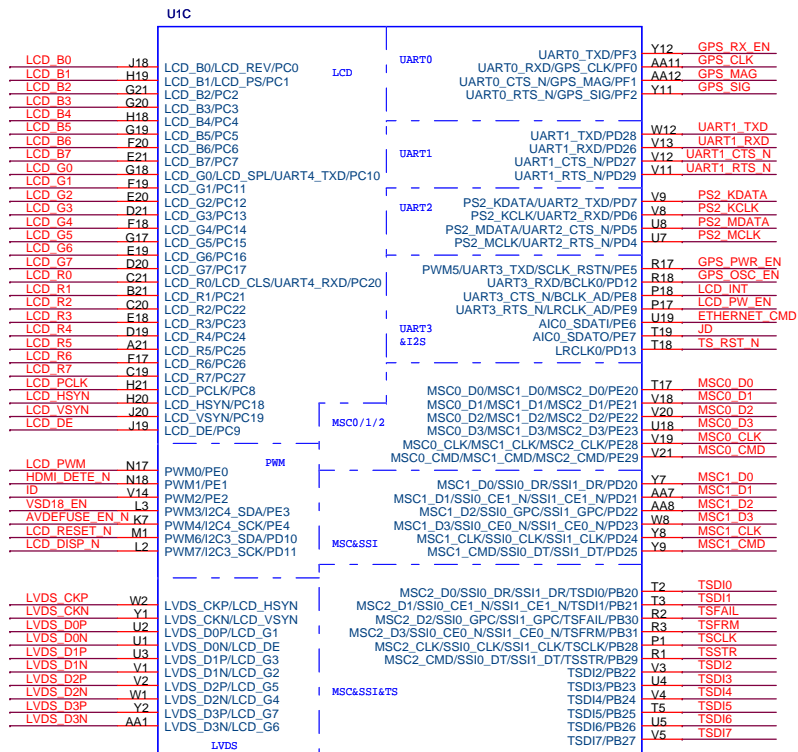 U1C
LCD_B0 J18 LCD_B0/LCD_REV/PC0
LCD_B1 H19 LCD_B1/LCD_PS/PC1
LCD_B2 G21 LCD_B2/PC2
LCD_B3 G20 LCD_B3/PC3
LCD_B4 H18 LCD_B4/PC4
LCD_B5 G19 LCD_B5/PC5
LCD_B6 F20 LCD_B6/PC6
LCD_B7 E21 LCD_B7/PC7
LCD_G0 G18 LCD_G0/LCD_SPL/UART4_TXD/PC10
LCD_G1 F19 LCD_G1/PC11
LCD_G2 E20 LCD_G2/PC12
LCD_G3 D21 LCD_G3/PC13
LCD_G4 F18 LCD_G4/PC14
LCD_G5 G17 LCD_G5/PC15
LCD_G6 E19 LCD_G6/PC16
LCD_G7 D20 LCD_G7/PC17
LCD_R0 C21 LCD_R0/LCD_CLS/UART4_RXD/PC20
LCD_R1 B21 LCD_R1/PC21
LCD_R2 C20 LCD_R2/PC22
LCD_R3 E18 LCD_R3/PC23
LCD_R4 D19 LCD_R4/PC24
LCD_R5 A21 LCD_R5/PC25
LCD_R6 F17 LCD_R6/PC26
LCD_R7 C19 LCD_R7/PC27
LCD_PCLK H21 LCD_PCLK/PC8
LCD_HSYN H20 LCD_HSYN/PC18
LCD_VSYN J20 LCD_VSYN/PC19
LCD_DE J19 LCD_DE/PC9
LCD
LCD_PWM N17 PWM0/PE0
HDMI_DETE_N N18 PWM1/PE1
ID V14 PWM2/PE2
VSD18_EN L3 PWM3/I2C4_SDA/PE3
AVDEFUSE_EN_N K7 PWM4/I2C4_SCK/PE4
LCD_RESET_N M1 PWM6/I2C3_SDA/PD10
LCD_DISP_N L2 PWM7/I2C3_SCK/PD11
PWM
LVDS_CKP W2 LVDS_CKP/LCD_HSYN
LVDS_CKN Y1 LVDS_CKN/LCD_VSYN
LVDS_D0P U2 LVDS_D0P/LCD_G1
LVDS_D0N U1 LVDS_D0N/LCD_DE
LVDS_D1P U3 LVDS_D1P/LCD_G3
LVDS_D1N V1 LVDS_D1N/LCD_G2
LVDS_D2P V2 LVDS_D2P/LCD_G5
LVDS_D2N W1 LVDS_D2N/LCD_G4
LVDS_D3P Y2 LVDS_D3P/LCD_G7
LVDS_D3N AA1 LVDS_D3N/LCD_G6
LVDS
UART0
UART0_TXD/PF3 Y12 GPS_RX_EN
UART0_RXD/GPS_CLK/PF0 AA11 GPS_CLK
UART0_CTS_N/GPS_MAG/PF1 AA12 GPS_MAG
UART0_RTS_N/GPS_SIG/PF2 Y11 GPS_SIG
UART1
UART1_TXD/PD28 W12 UART1_TXD
UART1_RXD/PD26 V13 UART1_RXD
UART1_CTS_N/PD27 V12 UART1_CTS_N
UART1_RTS_N/PD29 V11 UART1_RTS_N
UART2
PS2_KDATA/UART2_TXD/PD7 V9 PS2_KDATA
PS2_KCLK/UART2_RXD/PD6 V8 PS2_KCLK
PS2_MDATA/UART2_CTS_N/PD5 U8 PS2_MDATA
PS2_MCLK/UART2_RTS_N/PD4 U7 PS2_MCLK
PWM5/UART3_TXD/SCLK_RSTN/PE5 R17 GPS_PWR_EN
UART3_RXD/BCLK0/PD12 R18 GPS_OSC_EN
UART3_CTS_N/BCLK_AD/PE8 P18 LCD_INT
UART3_RTS_N/LRCLK_AD/PE9 P17 LCD_PW_EN
AIC0_SDATI/PE6 U19 ETHERNET_CMD
AIC0_SDATO/PE7 T19 JD
LRCLK0/PD13 T18 TS_RST_N
UART3
&I2S
MSC0_D0/MSC1_D0/MSC2_D0/PE20 T17 MSC0_D0
MSC0_D1/MSC1_D1/MSC2_D1/PE21 V18 MSC0_D1
MSC0_D2/MSC1_D2/MSC2_D2/PE22 V20 MSC0_D2
MSC0_D3/MSC1_D3/MSC2_D3/PE23 U18 MSC0_D3
MSC0_CLK/MSC1_CLK/MSC2_CLK/PE28 V19 MSC0_CLK
MSC0_CMD/MSC1_CMD/MSC2_CMD/PE29 V21 MSC0_CMD
MSC0/1/2
MSC1_D0/SSI0_DR/SSI1_DR/PD20 Y7 MSC1_D0
MSC1_D1/SSI0_CE1_N/SSI1_CE1_N/PD21 AA7 MSC1_D1
MSC1_D2/SSI0_GPC/SSI1_GPC/PD22 AA8 MSC1_D2
MSC1_D3/SSI0_CE0_N/SSI1_CE0_N/PD23 W8 MSC1_D3
MSC1_CLK/SSI0_CLK/SSI1_CLK/PD24 Y8 MSC1_CLK
MSC1_CMD/SSI0_DT/SSI1_DT/PD25 Y9 MSC1_CMD
MSC&SSI
MSC2_D0/SSI0_DR/SSI1_DR/TSDI0/PB20 T2 TSDI0
MSC2_D1/SSI0_CE1_N/SSI1_CE1_N/TSDI1/PB21 T3 TSDI1
MSC2_D2/SSI0_GPC/SSI1_GPC/TSFAIL/PB30 R2 TSFAIL
MSC2_D3/SSI0_CE0_N/SSI1_CE0_N/TSFRM/PB31 R3 TSFRM
MSC2_CLK/SSI0_CLK/SSI1_CLK/TSCLK/PB28 P1 TSCLK
MSC2_CMD/SSI0_DT/SSI1_DT/TSSTR/PB29 R1 TSSTR
TSDI2/PB22 V3 TSDI2
TSDI3/PB23 U4 TSDI3
TSDI4/PB24 V4 TSDI4
TSDI5/PB25 T5 TSDI5
TSDI6/PB26 U5 TSDI6
TSDI7/PB27 V5 TSDI7
MSC&SSI&TS